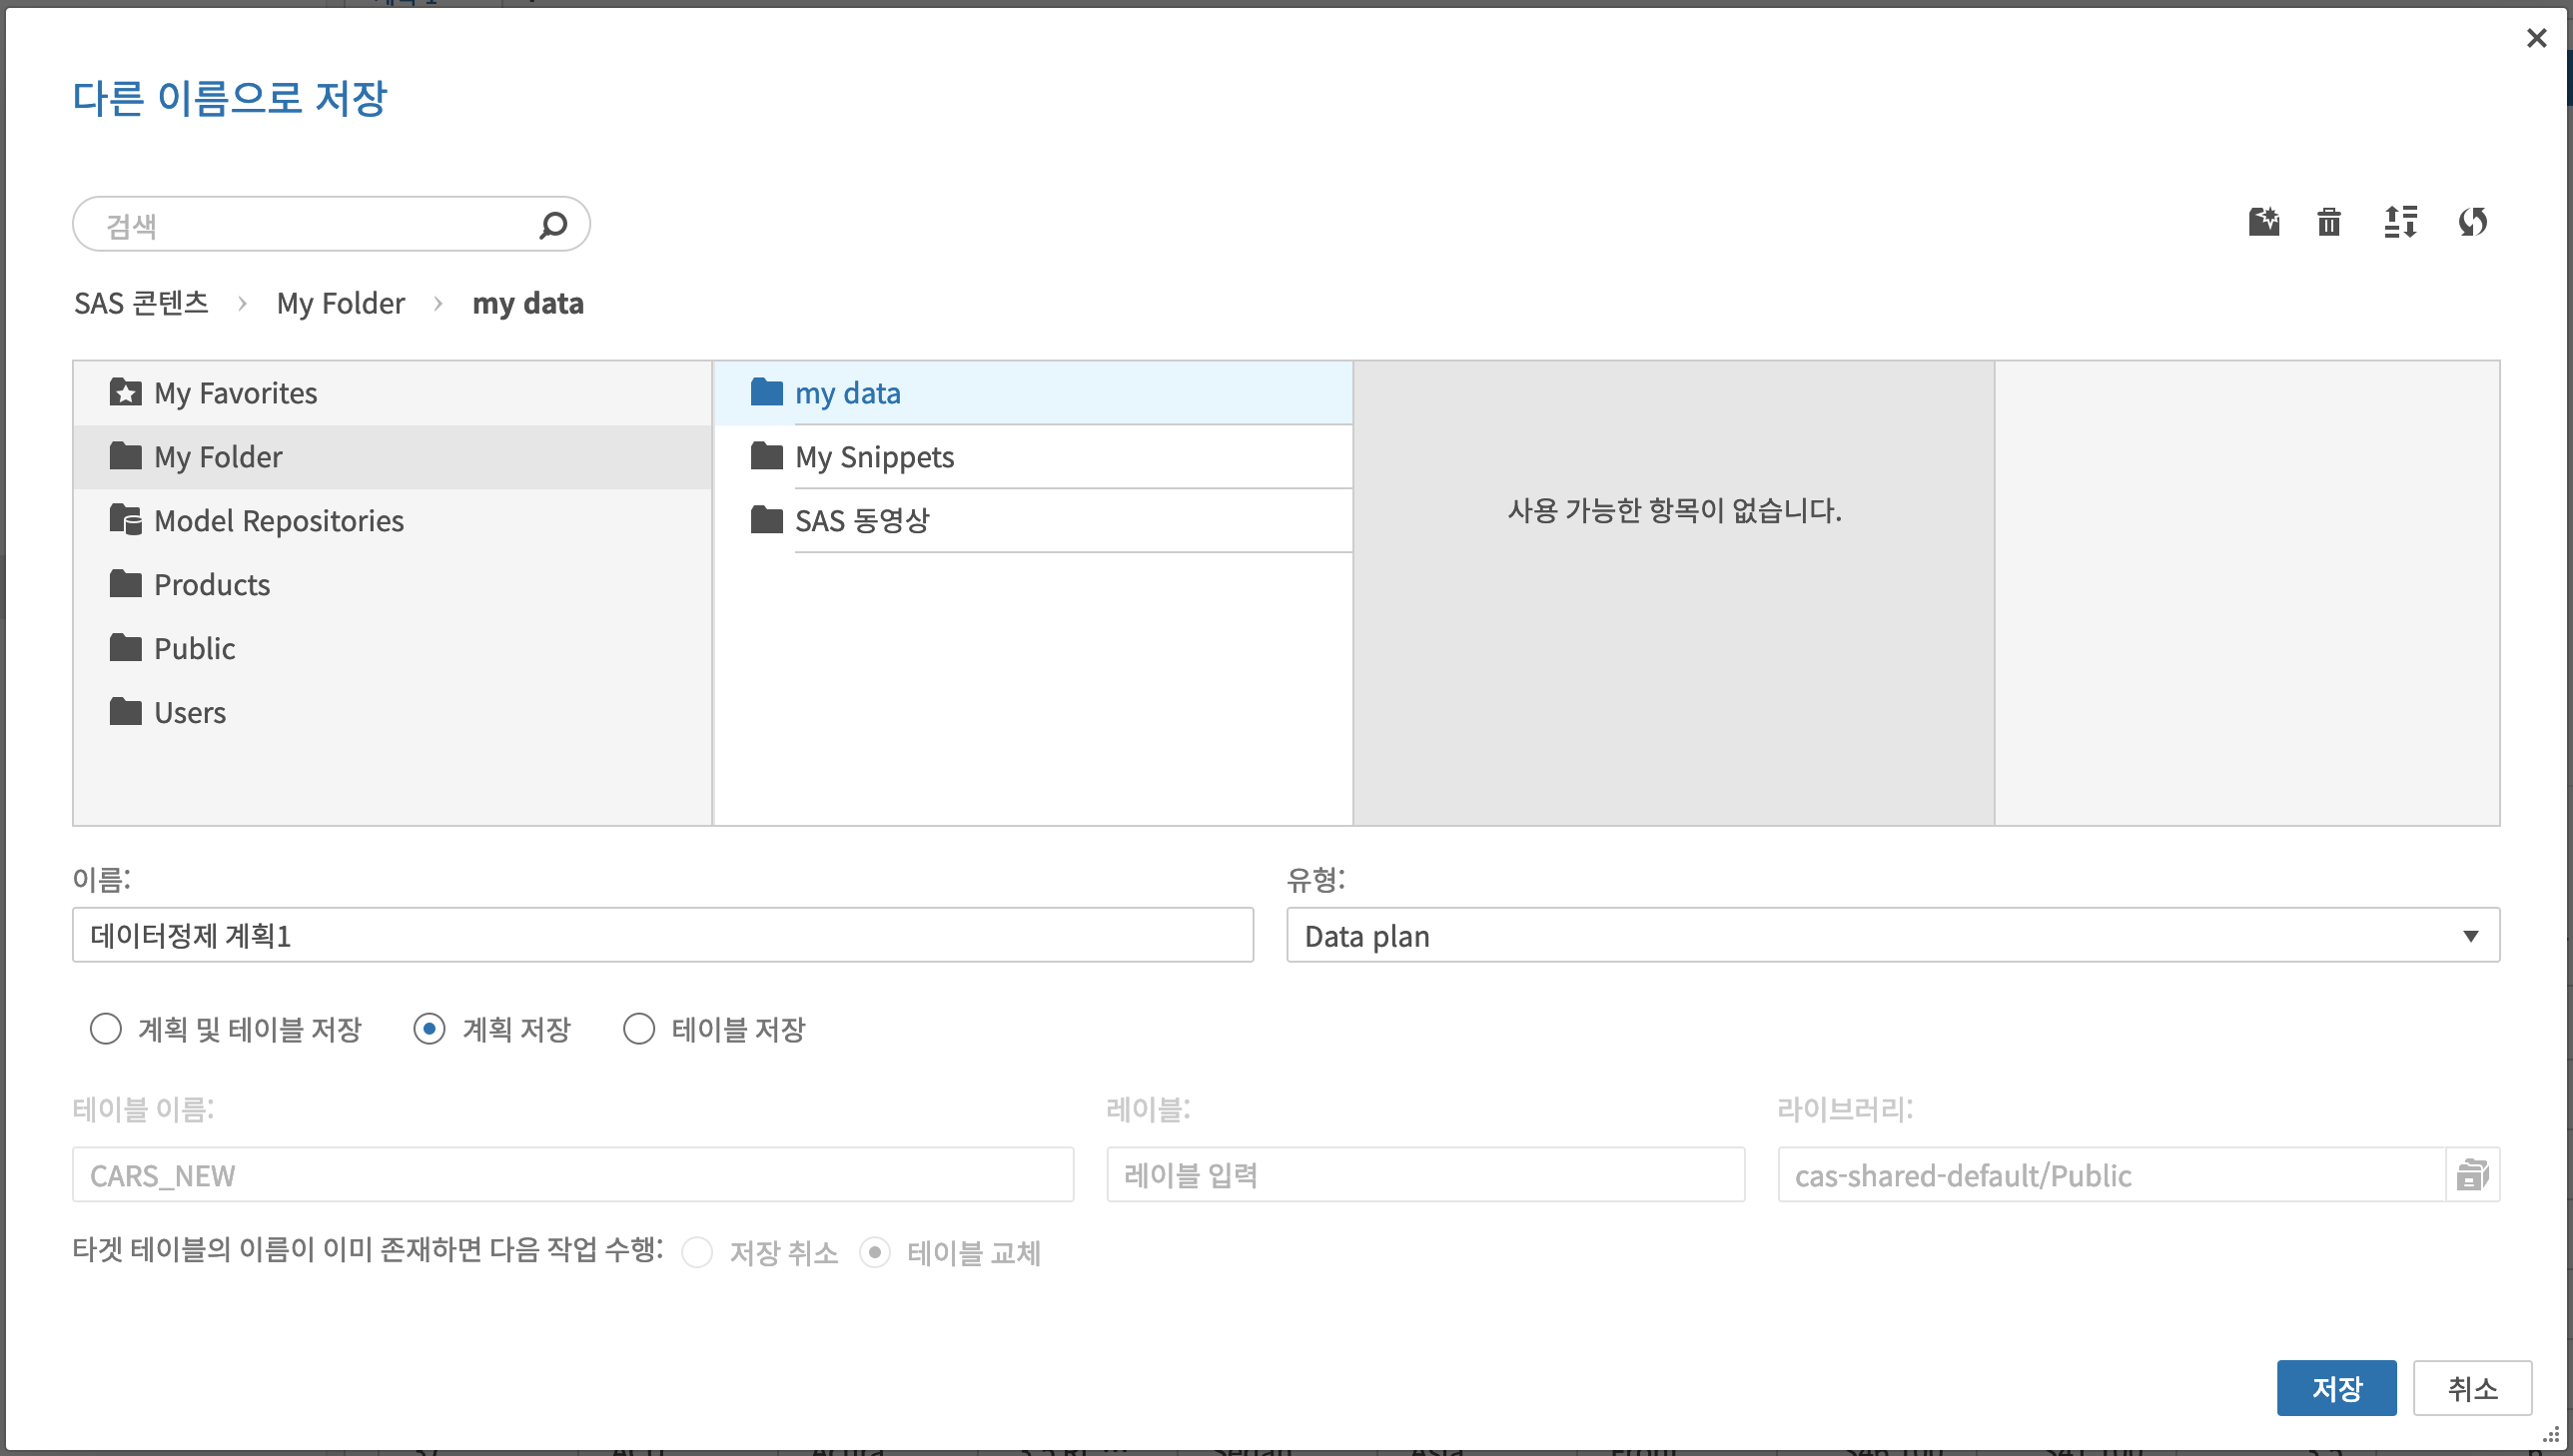 다른 이름으로 저장
검색
SAS 콘텐츠 > My Folder > my data
My Favorites
My Folder
Model Repositories
Products
Public
Users
my data
My Snippets
SAS 동영상
사용 가능한 항목이 없습니다.
이름:
유형:
데이터정제 계획1
Data plan
계획 및 테이블 저장
계획 저장
테이블 저장
테이블 이름:
레이블:
라이브러리:
CARS_NEW
레이블 입력
cas-shared-default/Public
타겟 테이블의 이름이 이미 존재하면 다음 작업 수행: 저장 취소 테이블 교체
저장
취소